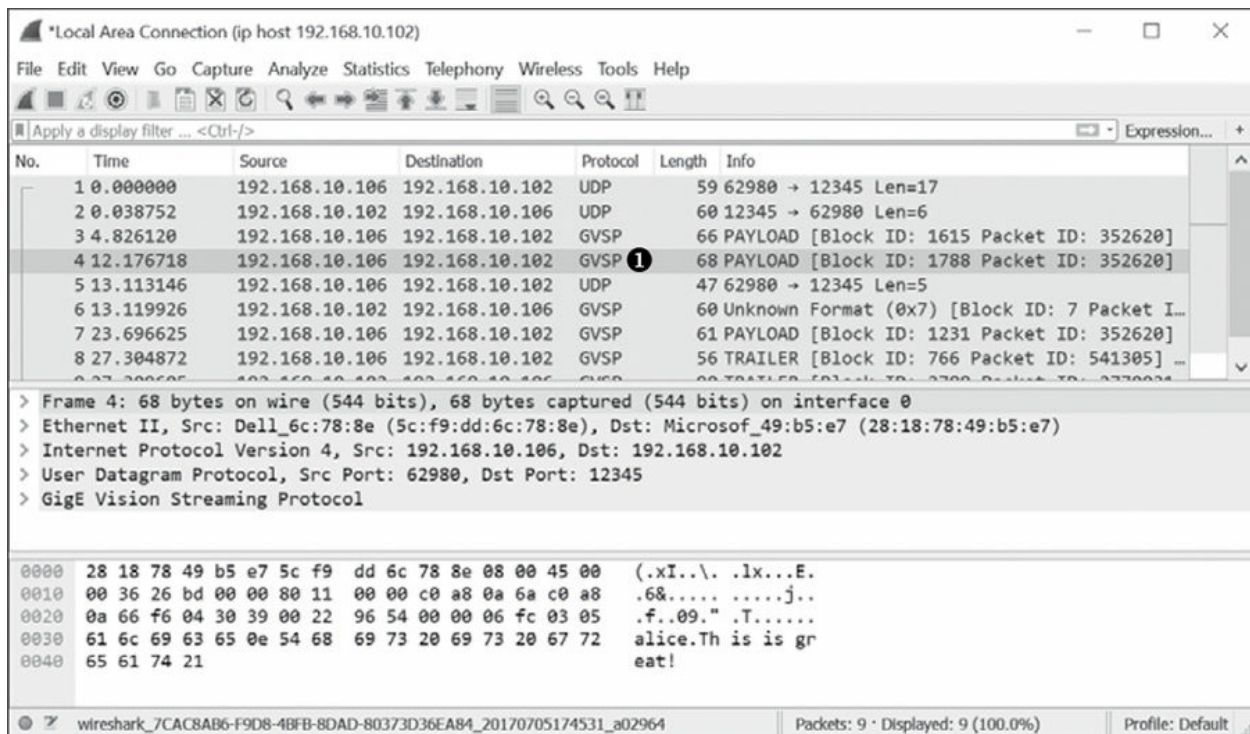 *Local Area Connection (ip host 192.168.10.102)
File Edit View Go Capture Analyze Statistics Telephony Wireless Tools Help
Apply a display filter ... <Ctrl-/> Expression... +
No. Time Source Destination Protocol Length Info
1 0.000000 192.168.10.106 192.168.10.102 UDP 59 62980 → 12345 Len=17
2 0.038752 192.168.10.102 192.168.10.106 UDP 60 12345 → 62980 Len=6
3 4.826120 192.168.10.106 192.168.10.102 GVSP 66 PAYLOAD [Block ID: 1615 Packet ID: 352620]
4 12.176718 192.168.10.106 192.168.10.102 GVSP ❶ 68 PAYLOAD [Block ID: 1788 Packet ID: 352620]
5 13.113146 192.168.10.106 192.168.10.102 UDP 47 62980 → 12345 Len=5
6 13.119926 192.168.10.102 192.168.10.106 GVSP 60 Unknown Format (0x7) [Block ID: 7 Packet I…
7 23.696625 192.168.10.106 192.168.10.102 GVSP 61 PAYLOAD [Block ID: 1231 Packet ID: 352620]
8 27.304872 192.168.10.106 192.168.10.102 GVSP 56 TRAILER [Block ID: 766 Packet ID: 541305] …
> Frame 4: 68 bytes on wire (544 bits), 68 bytes captured (544 bits) on interface 0
> Ethernet II, Src: Dell_6c:78:8e (5c:f9:dd:6c:78:8e), Dst: Microsof_49:b5:e7 (28:18:78:49:b5:e7)
> Internet Protocol Version 4, Src: 192.168.10.106, Dst: 192.168.10.102
> User Datagram Protocol, Src Port: 62980, Dst Port: 12345
> GigE Vision Streaming Protocol
0000 28 18 78 49 b5 e7 5c f9 dd 6c 78 8e 08 00 45 00 (.xI..\. .lx...E.
0010 00 36 26 bd 00 00 80 11 00 00 c0 a8 0a 6a c0 a8 .6&..... .....j..
0020 0a 66 f6 04 30 39 00 22 96 54 00 00 06 fc 03 05 .f..09." .T......
0030 61 6c 69 63 65 0e 54 68 69 73 20 69 73 20 67 72 alice.Th is is gr
0040 65 61 74 21 eat!
wireshark_7CAC8AB6-F9D8-4BFB-8DAD-80373D36EA84_20170705174531_a02964 Packets: 9 · Displayed: 9 (100.0%) Profile: Default